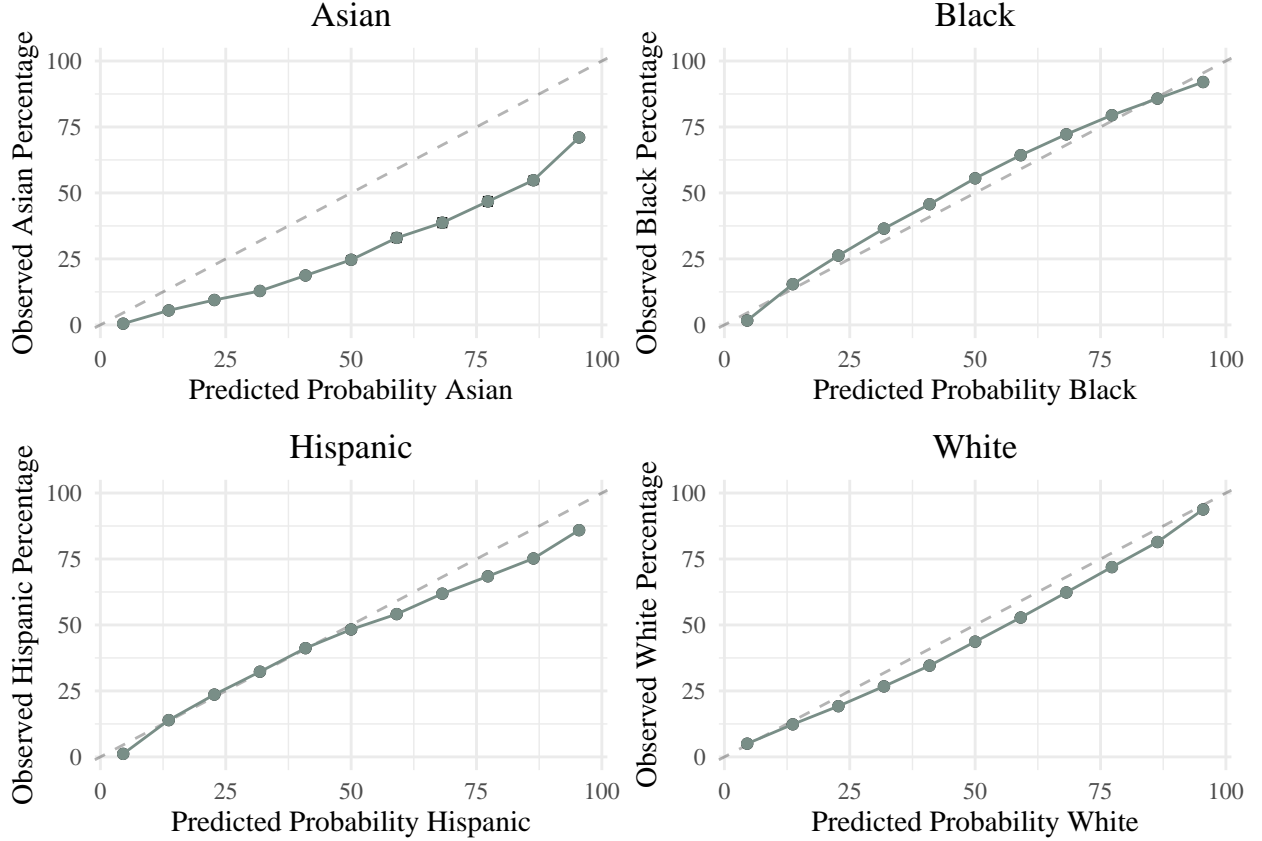 Asian
Observed Asian Percentage
100
75
50
25
0
0 25 50 75 100
Predicted Probability Asian
Black
Observed Black Percentage
100
75
50
25
0
0 25 50 75 100
Predicted Probability Black
Hispanic
Observed Hispanic Percentage
100
75
50
25
0
0 25 50 75 100
Predicted Probability Hispanic
White
Observed White Percentage
100
75
50
25
0
0 25 50 75 100
Predicted Probability White